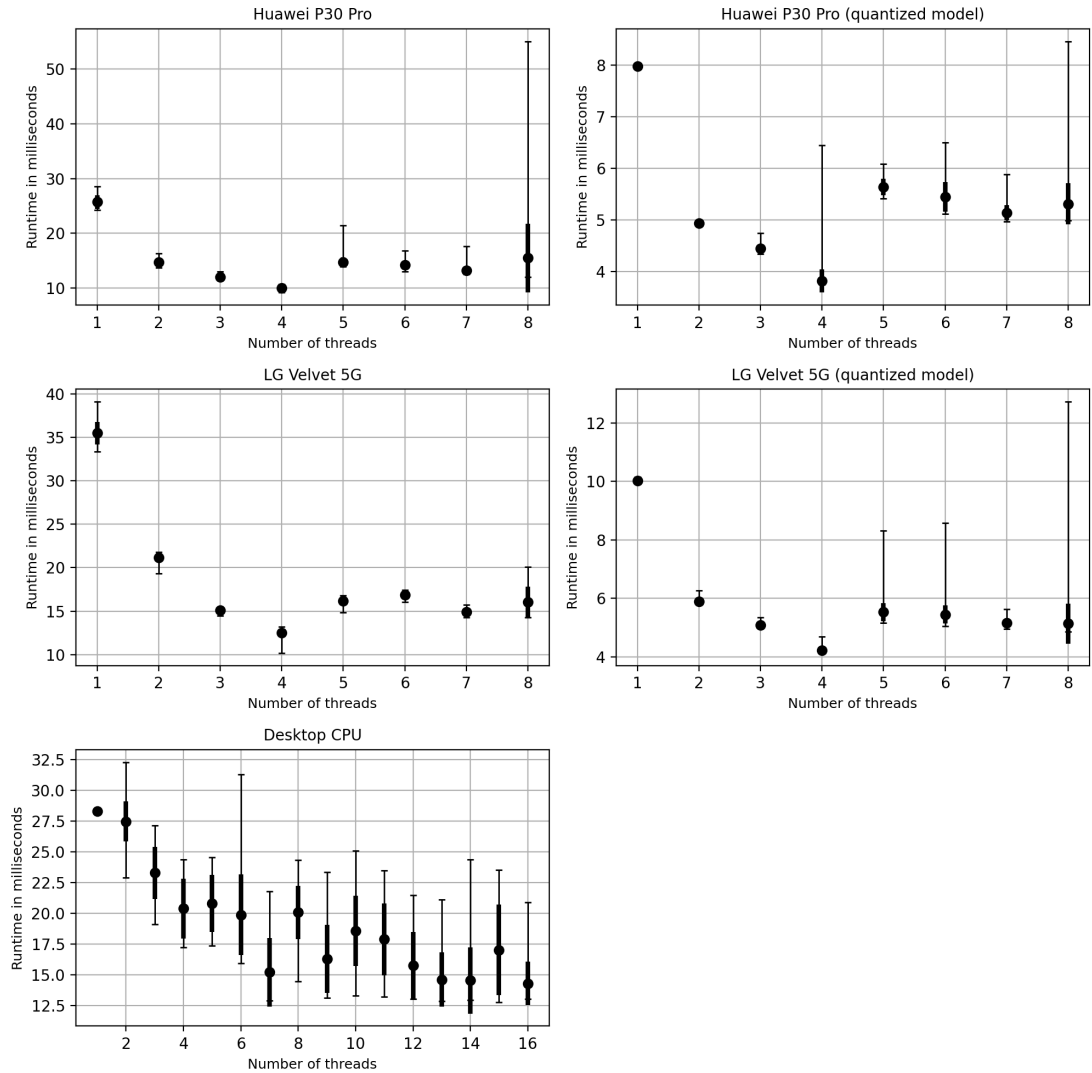 Huawei P30 Pro
Runtime in milliseconds
50
40
30
20
10
1 2 3 4 5 6 7 8
Number of threads
Huawei P30 Pro (quantized model)
Runtime in milliseconds
8
7
6
5
4
1 2 3 4 5 6 7 8
Number of threads
LG Velvet 5G
Runtime in milliseconds
40
35
30
25
20
15
10
1 2 3 4 5 6 7 8
Number of threads
LG Velvet 5G (quantized model)
Runtime in milliseconds
12
10
8
6
4
1 2 3 4 5 6 7 8
Number of threads
Desktop CPU
Runtime in milliseconds
32.5
30.0
27.5
25.0
22.5
20.0
17.5
15.0
12.5
2 4 6 8 10 12 14 16
Number of threads